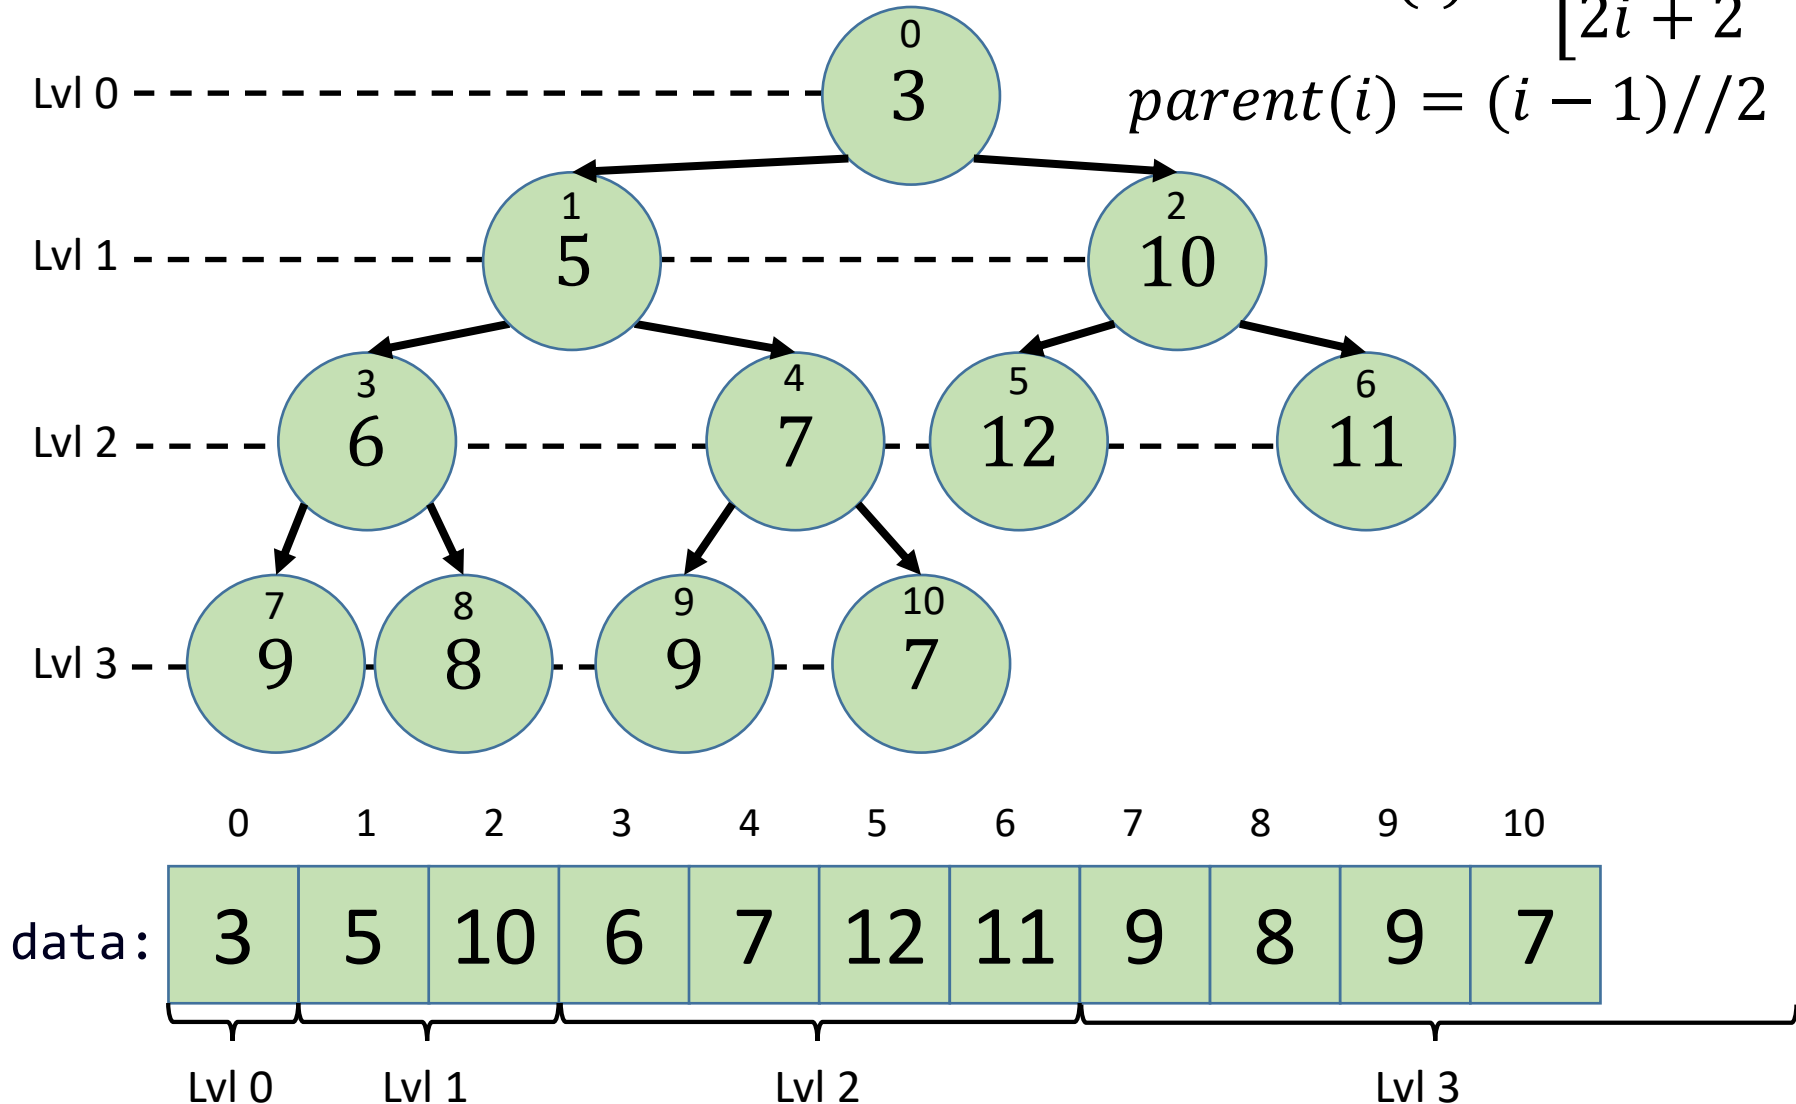 0
3
2i + 2
Lvl 0
parent(i) = (i − 1)//2
1
5
2
10
Lvl 1
3
6
4
7
5
12
6
11
Lvl 2
7
9
8
8
9
9
10
7
Lvl 3
0 1 2 3 4 5 6 7 8 9 10
data: 3 5 10 6 7 12 11 9 8 9 7
Lvl 0 Lvl 1 Lvl 2 Lvl 3